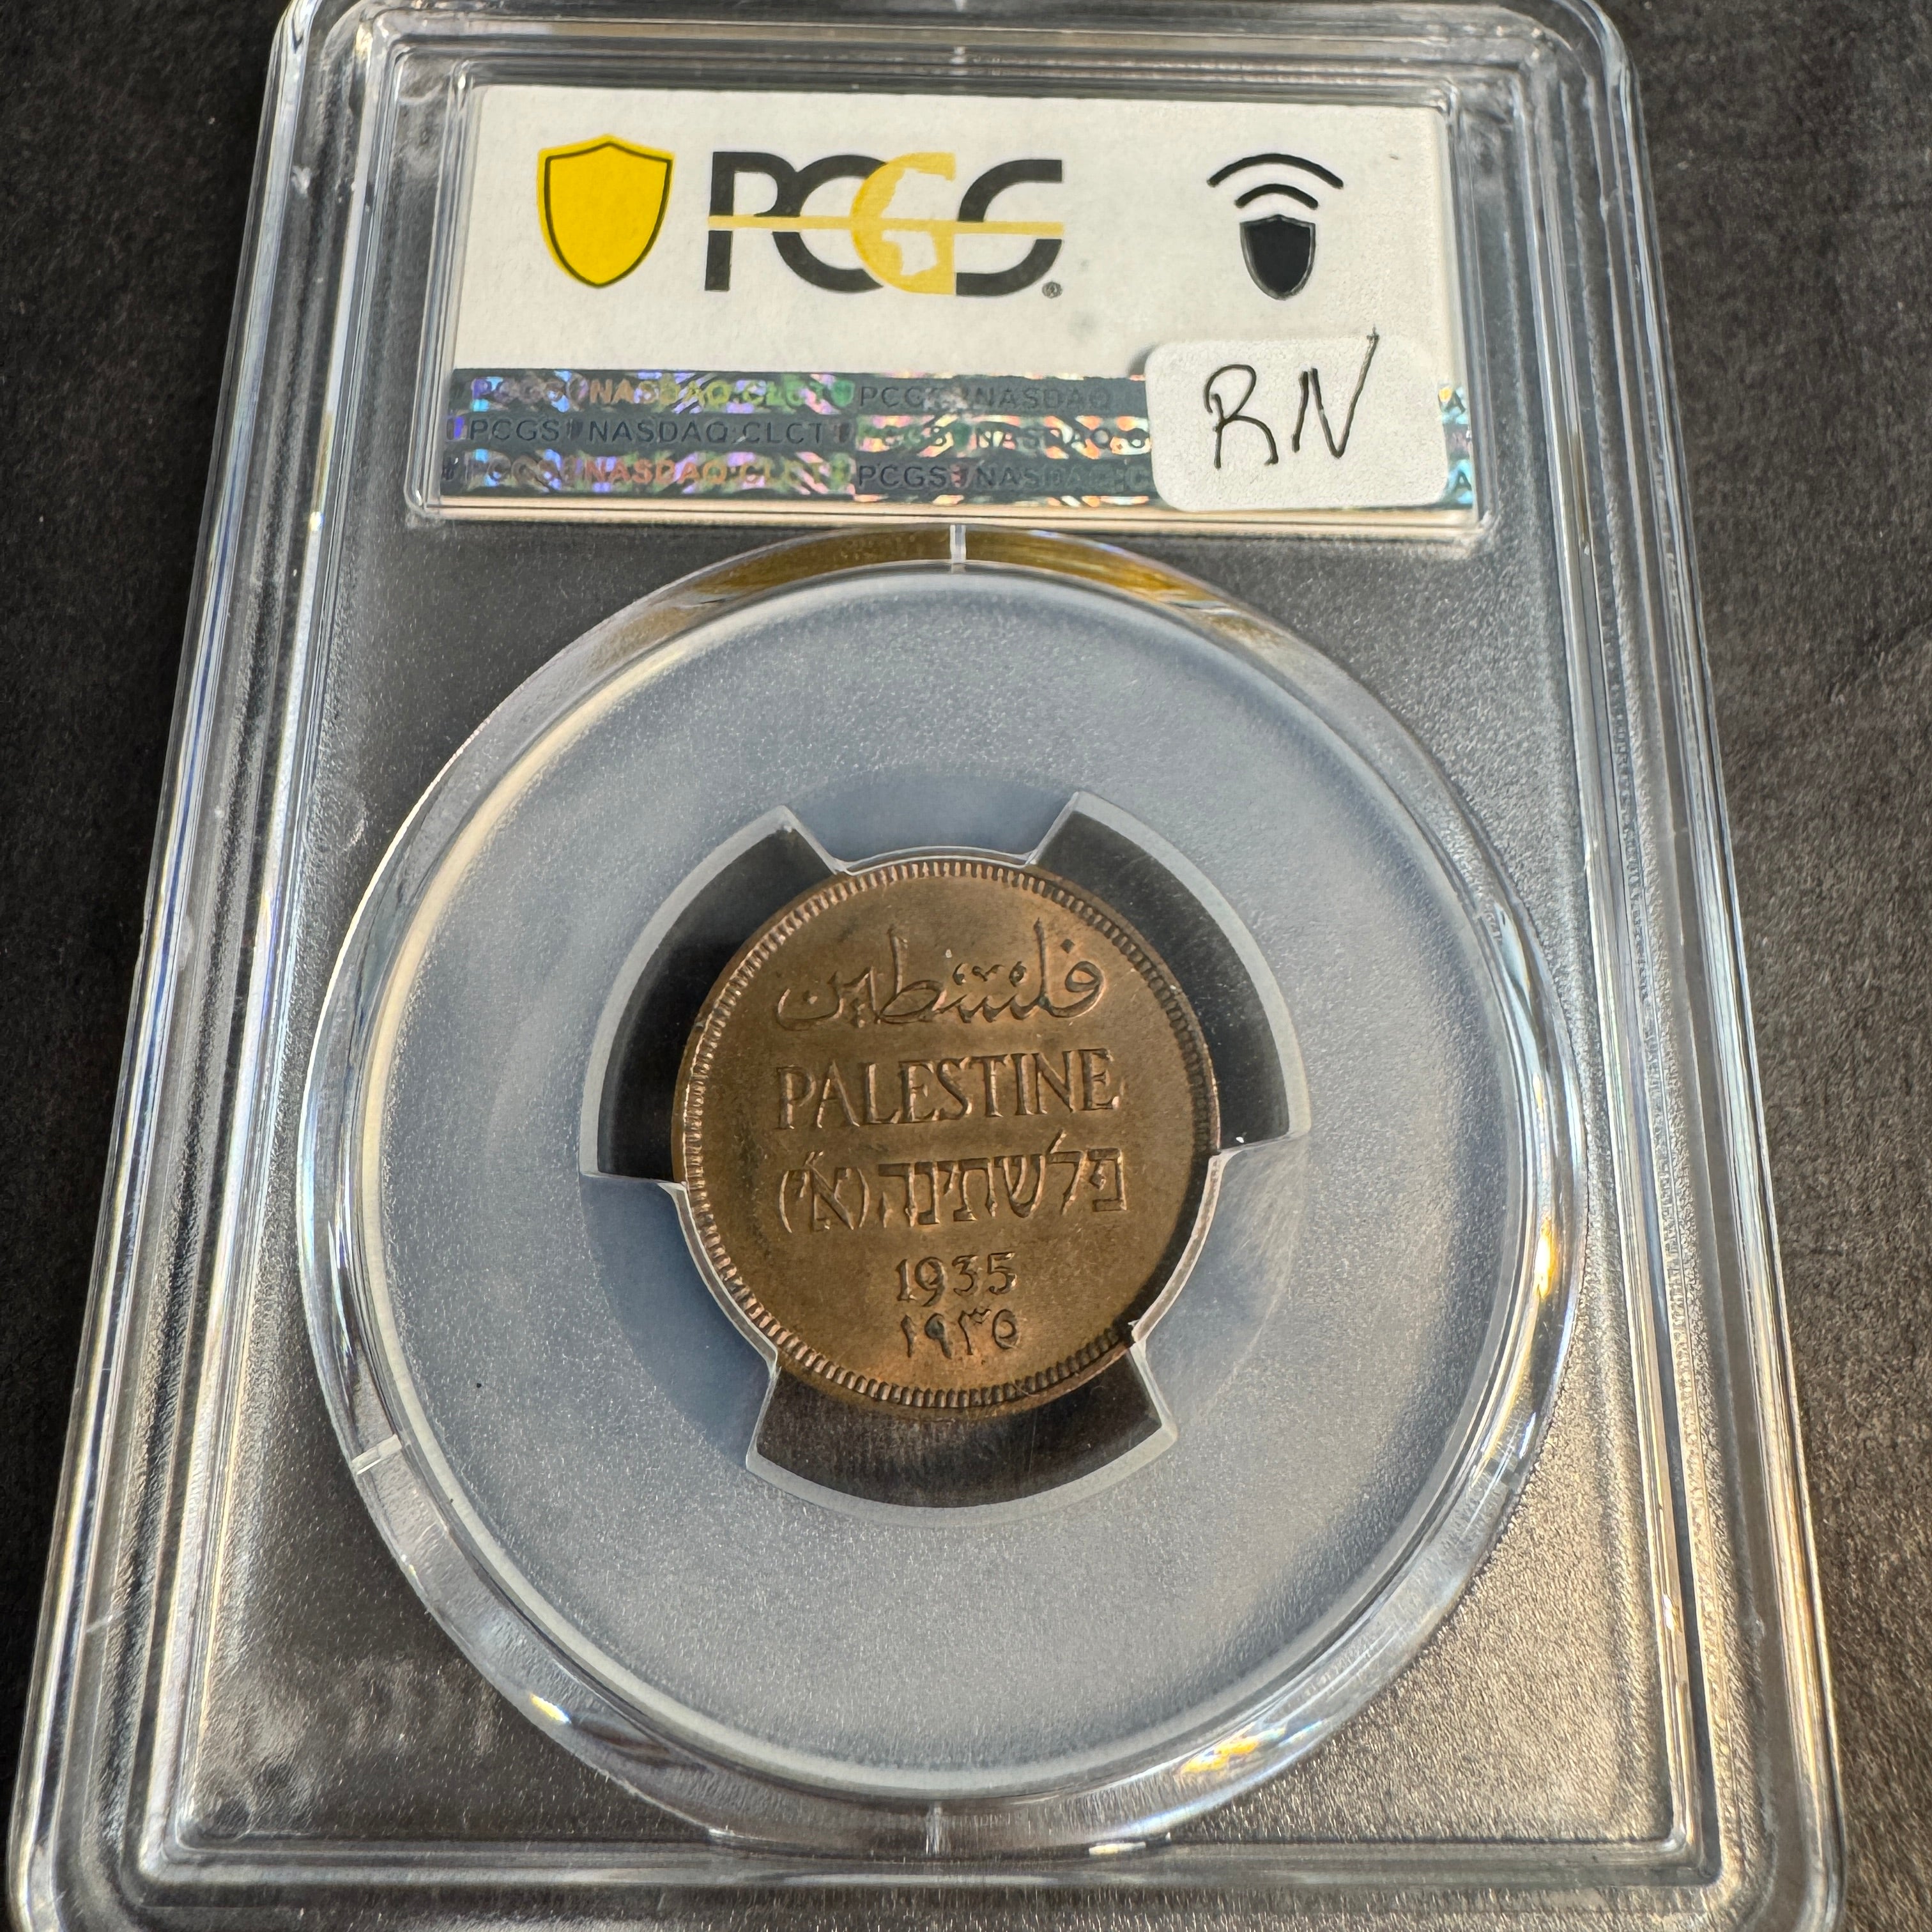 PCGS®
RN
PCGS NASDAQ:CLCT PCGS NASDAQ
PCGS NASDAQ:CLCT PCGS NASDAQ:C
PCGS NASDAQ:CLCT PCGS NASDAQ:C
فلسطين
PALESTINE
פלשתינה (א״י)
1935
١٩٣٥